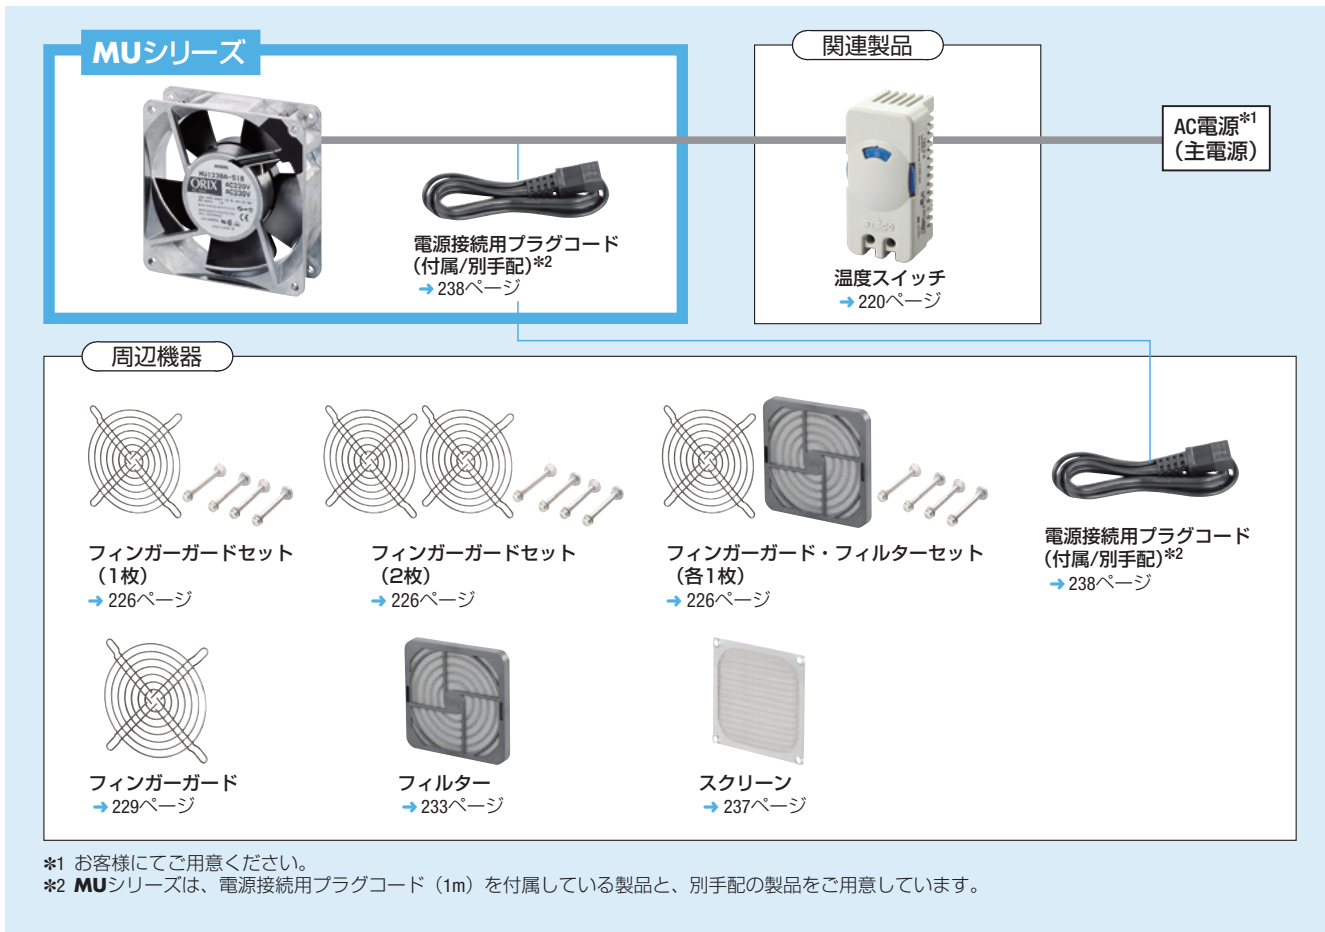 MUシリーズ
関連製品
AC電源*1
（主電源）
MU1238A-51B
ORIX
AC220V
AC230V
電源接続用プラグコード
(付属/別手配)*2
→ 238ページ
STEGO
温度スイッチ
→ 220ページ
周辺機器
フィンガーガードセット
（1枚）
→ 226ページ
フィンガーガードセット
（2枚）
→ 226ページ
フィンガーガード・フィルターセット
（各1枚）
→ 226ページ
電源接続用プラグコード
(付属/別手配)*2
→ 238ページ
フィンガーガード
→ 229ページ
フィルター
→ 233ページ
スクリーン
→ 237ページ
*1 お客様にてご用意ください。
*2 MUシリーズは、電源接続用プラグコード（1m）を付属している製品と、別手配の製品をご用意しています。